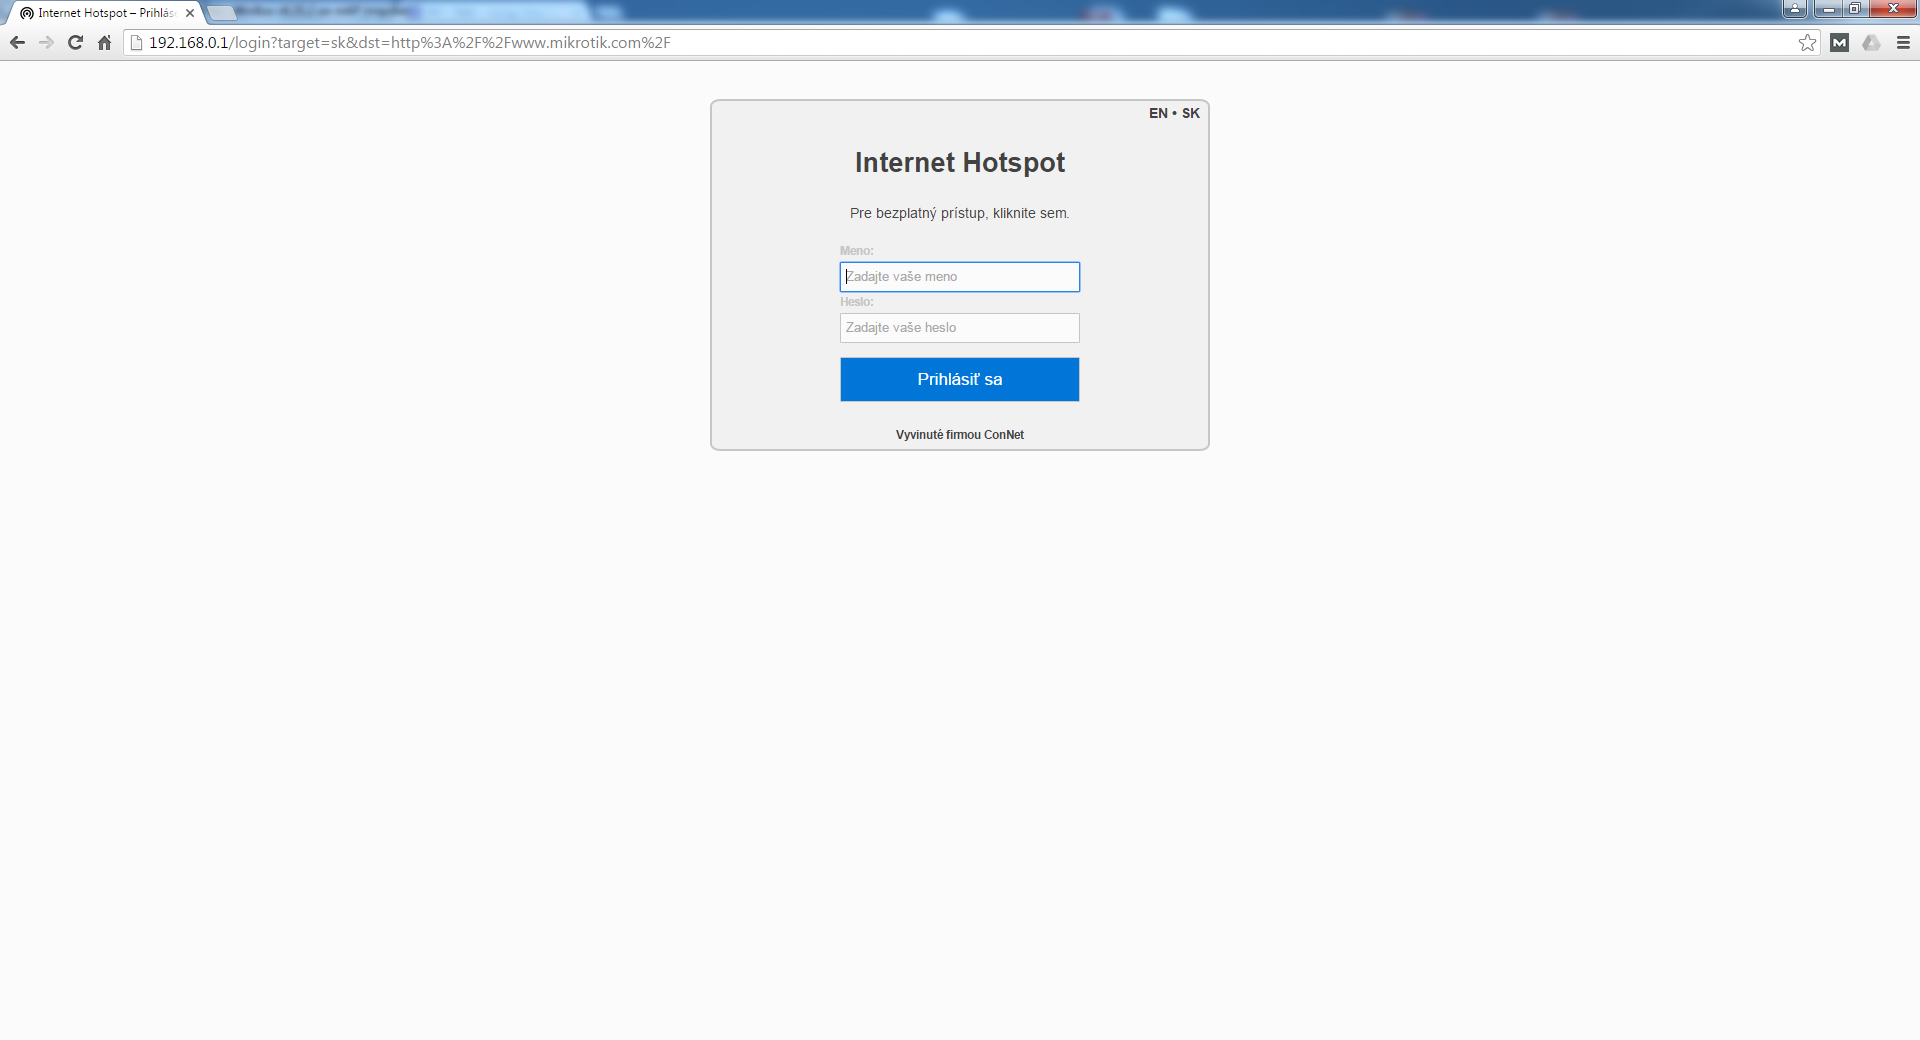 Internet Hotspot – Prihlás
192.168.0.1/login?target=sk&dst=http%3A%2F%2Fwww.mikrotik.com%2F
EN • SK
Internet Hotspot
Pre bezplatný prístup, kliknite sem.
Meno:
Zadajte vaše meno
Heslo:
Zadajte vaše heslo
Prihlásiť sa
Vyvinuté firmou ConNet